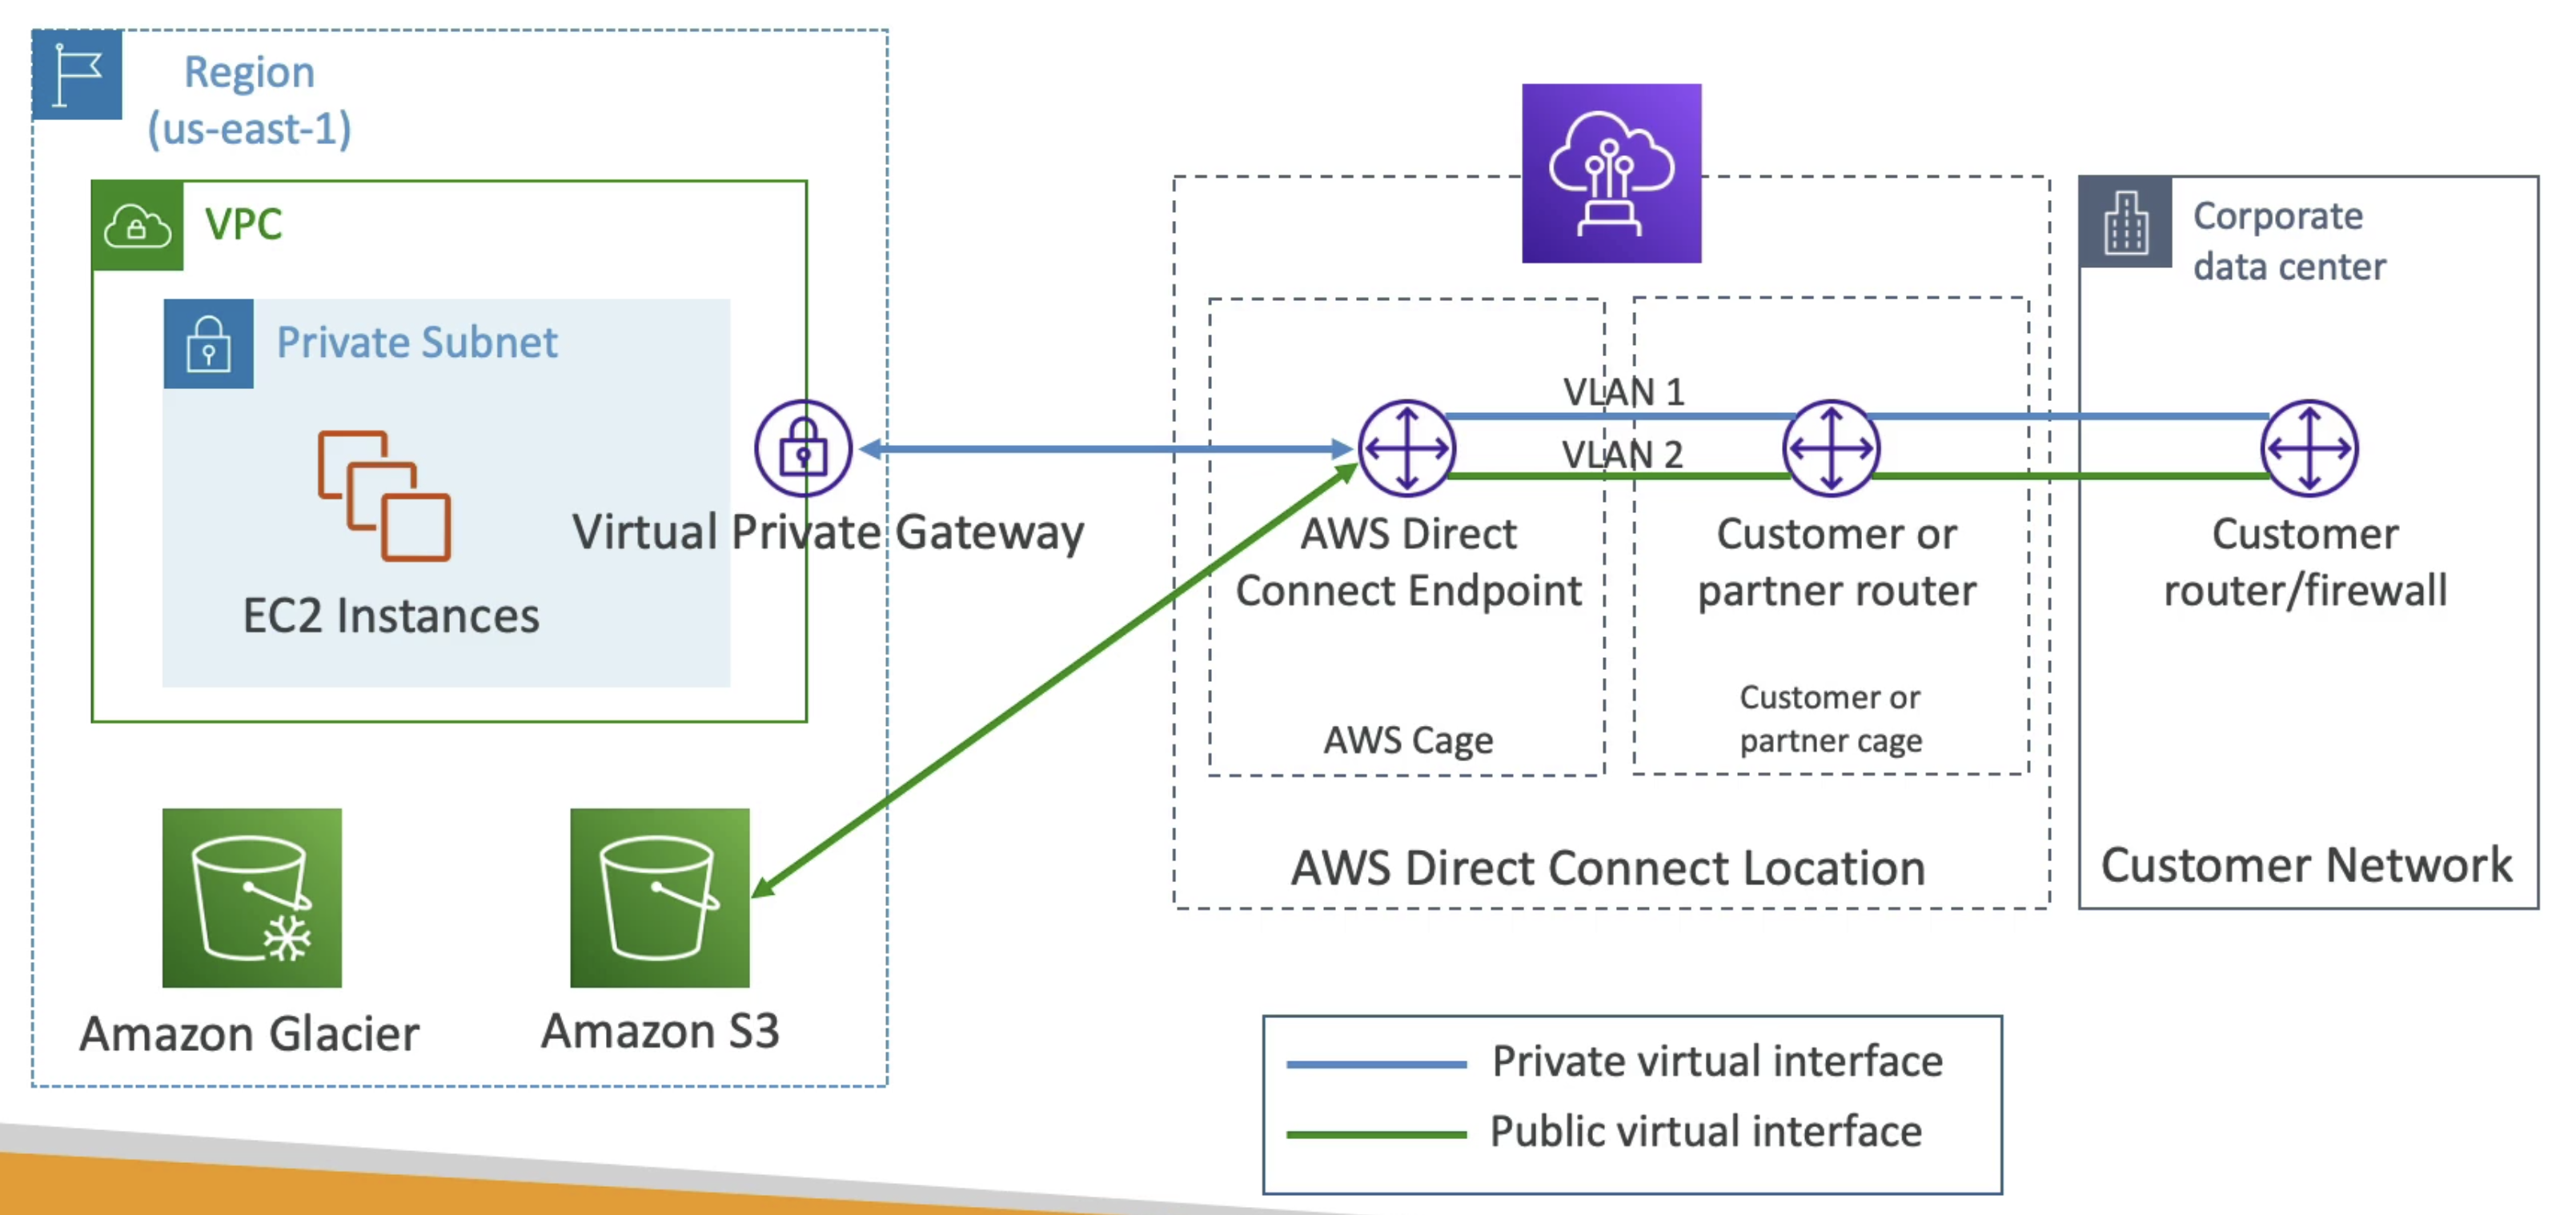 Region
(us-east-1)
VPC
Private Subnet
EC2 Instances
Virtual Private Gateway
Amazon Glacier
Amazon S3
VLAN 1
VLAN 2
AWS Direct
Connect Endpoint
AWS Cage
Customer or
partner router
Customer or
partner cage
AWS Direct Connect Location
Corporate
data center
Customer
router/firewall
Customer Network
Private virtual interface
Public virtual interface